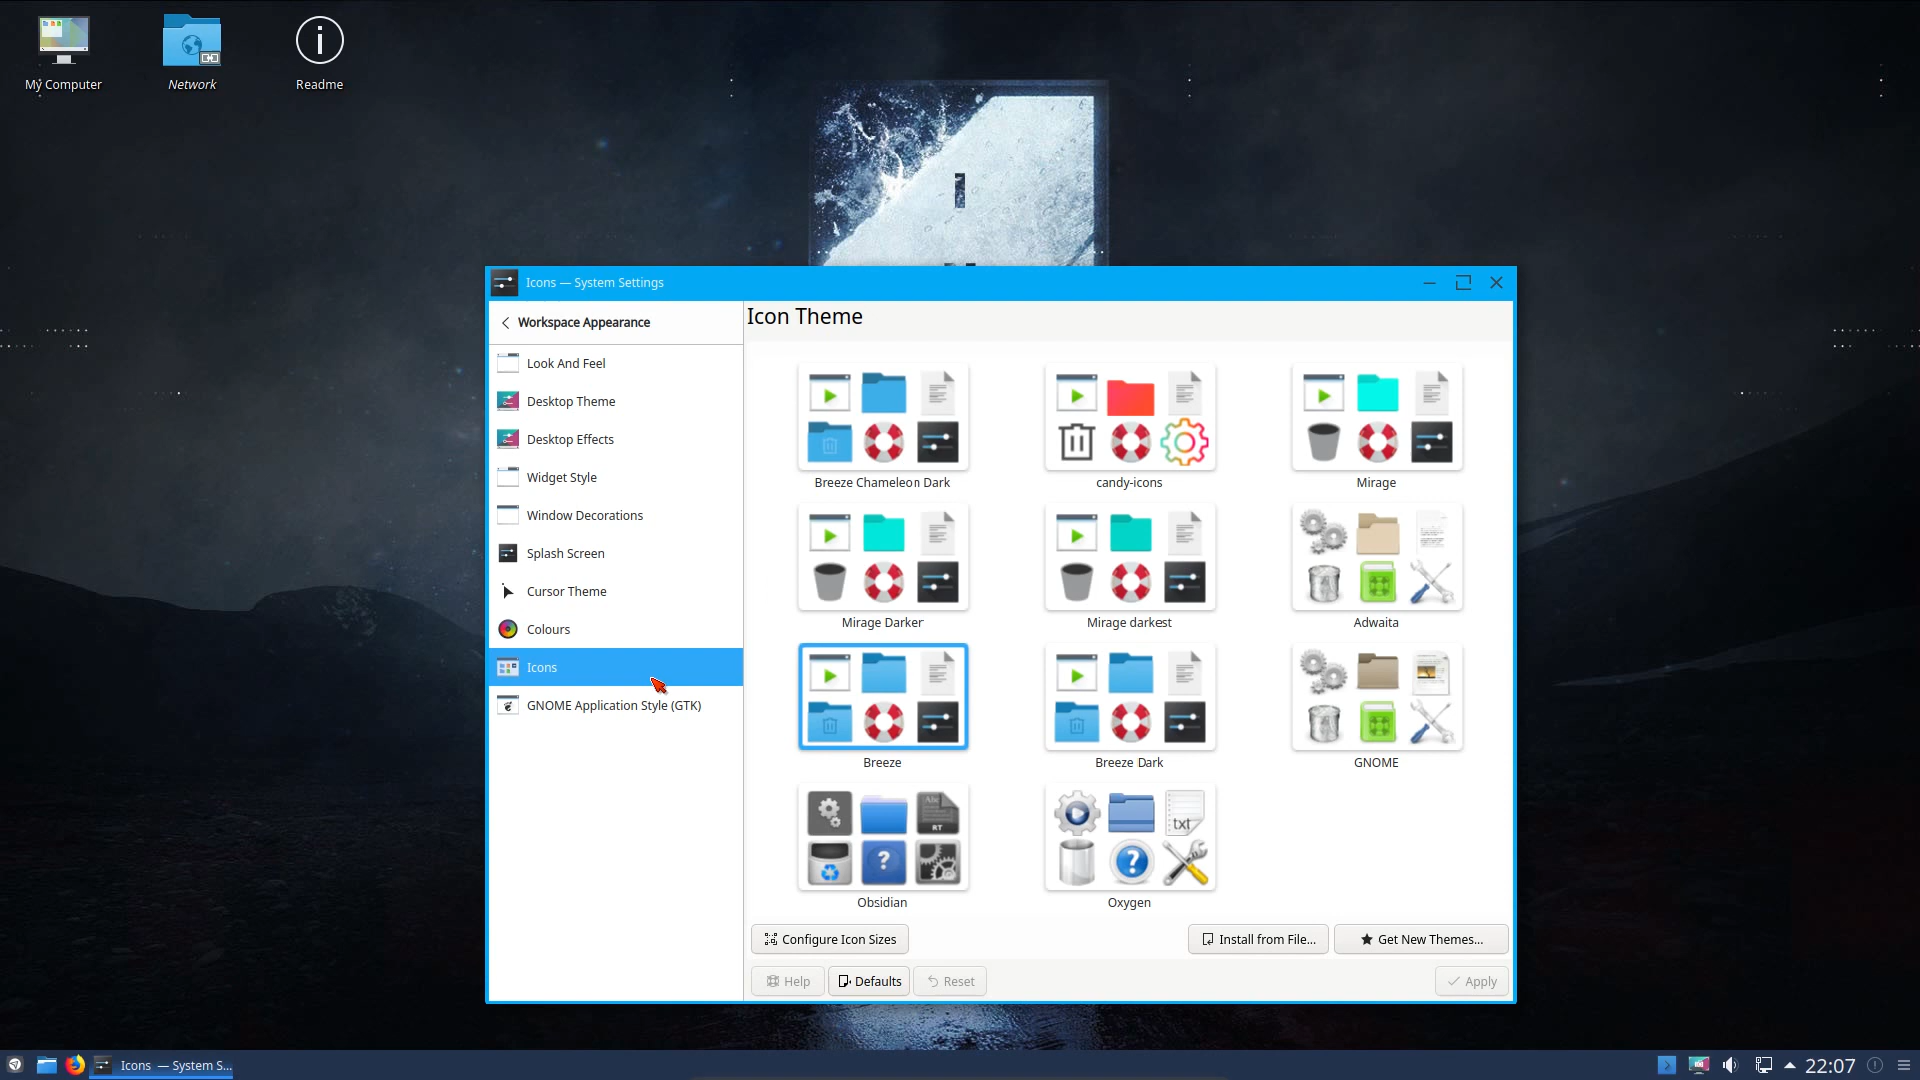 My Computer
Network
Readme
Icons — System Settings
Workspace Appearance
Icon Theme
Look And Feel
Desktop Theme
Desktop Effects
Widget Style
Window Decorations
Splash Screen
Cursor Theme
Colours
Icons
GNOME Application Style (GTK)
Breeze Chameleon Dark
candy-icons
Mirage
Mirage Darker
Mirage darkest
Adwaita
Breeze
Breeze Dark
GNOME
Abc
RT
txt
Obsidian
Oxygen
Configure Icon Sizes
Install from File...
Get New Themes...
Help
Defaults
Reset
Apply
Icons — System S...
22:07